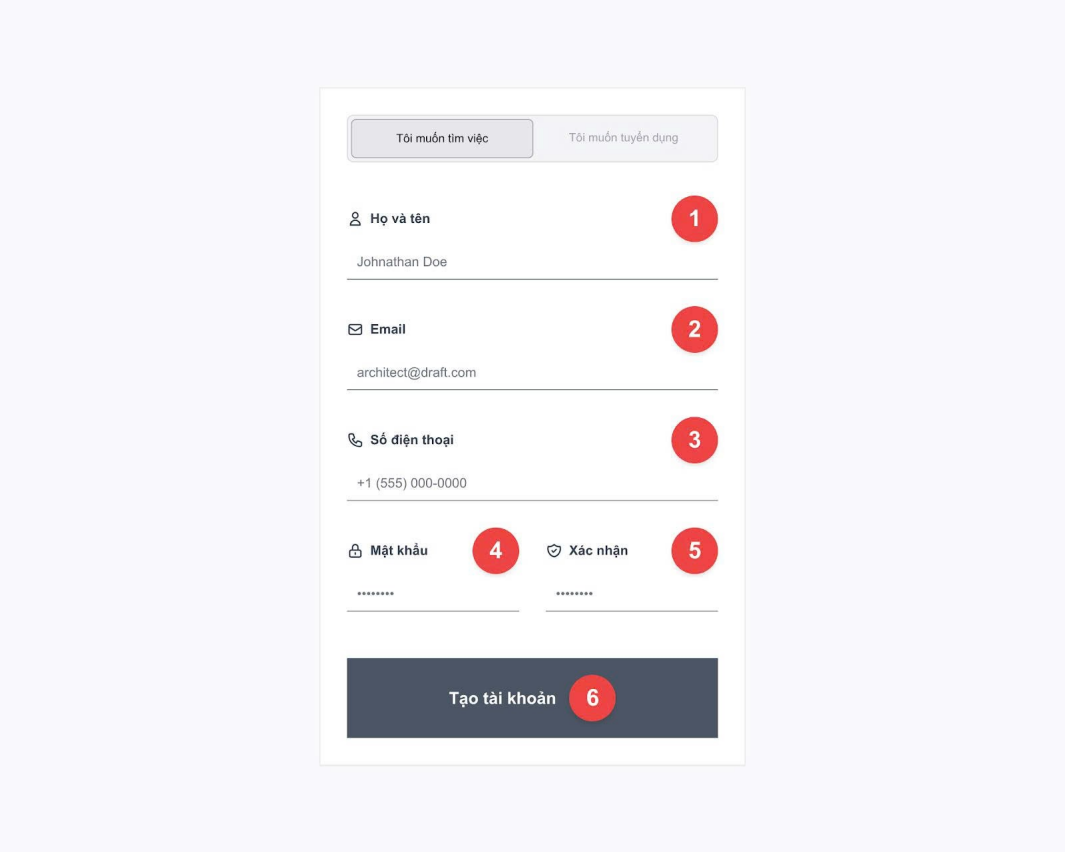 Tôi muốn tìm việc Tôi muốn tuyển dụng
Họ và tên 1
Johnathan Doe
Email 2
architect@draft.com
Số điện thoại 3
+1 (555) 000-0000
Mật khẩu 4 Xác nhận 5
•••••••• ••••••••
Tạo tài khoản 6